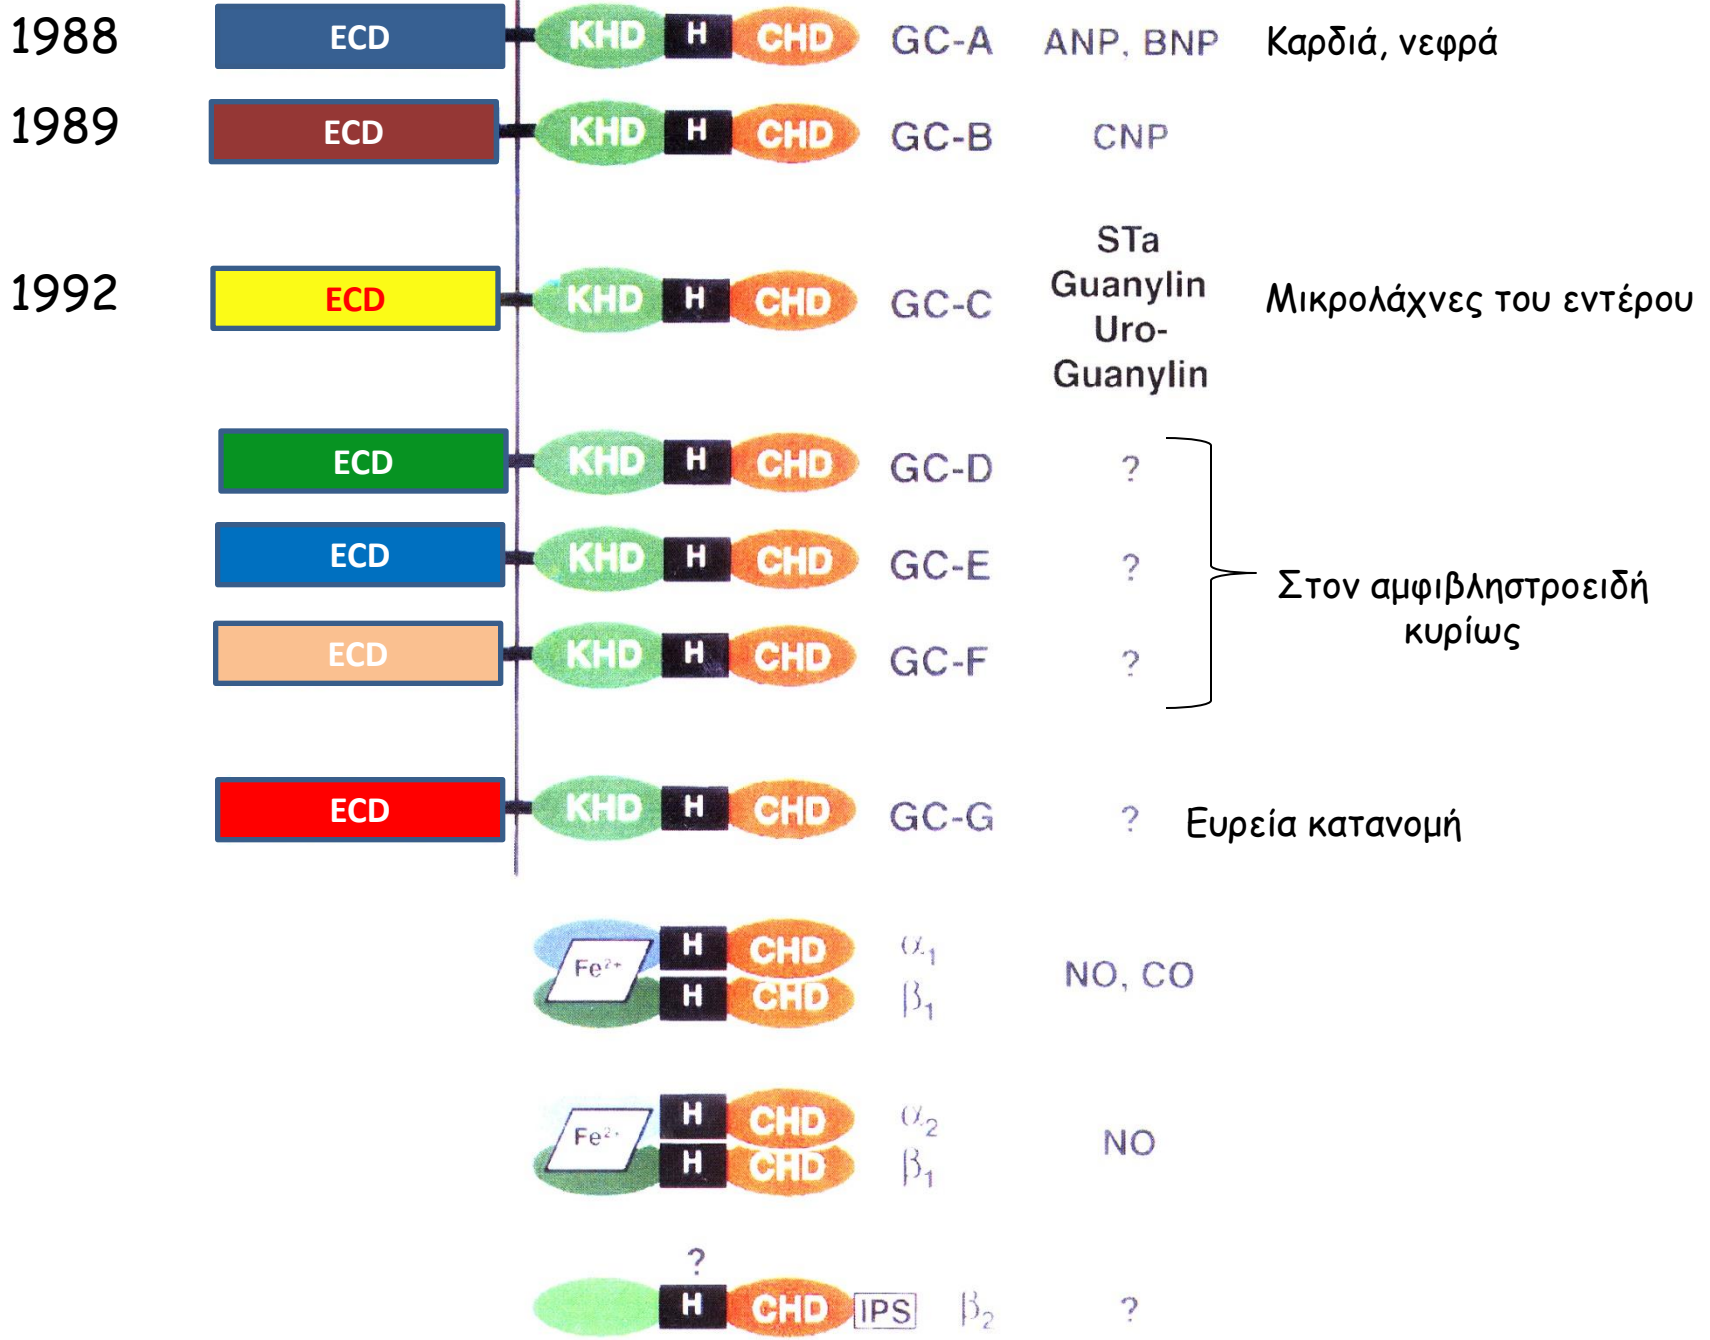 1988 ECD KHD H CHD GC-A ANP, BNP Καρδιά, νεφρά
1989 ECD KHD H CHD GC-B CNP
STa
Guanylin
1992 ECD KHD H CHD GC-C Μικρολάχνες του εντέρου
Uro-
Guanylin
ECD KHD H CHD GC-D ?
ECD KHD H CHD GC-E ?
Στον αμφιβληστροειδή
κυρίως
ECD KHD H CHD GC-F ?
ECD KHD H CHD GC-G ? Ευρεία κατανομή
H CHD α1
Fe2+ NO, CO
H CHD β1
H CHD α2
Fe2+ NO
H CHD β1
?
H CHD IPS β2 ?